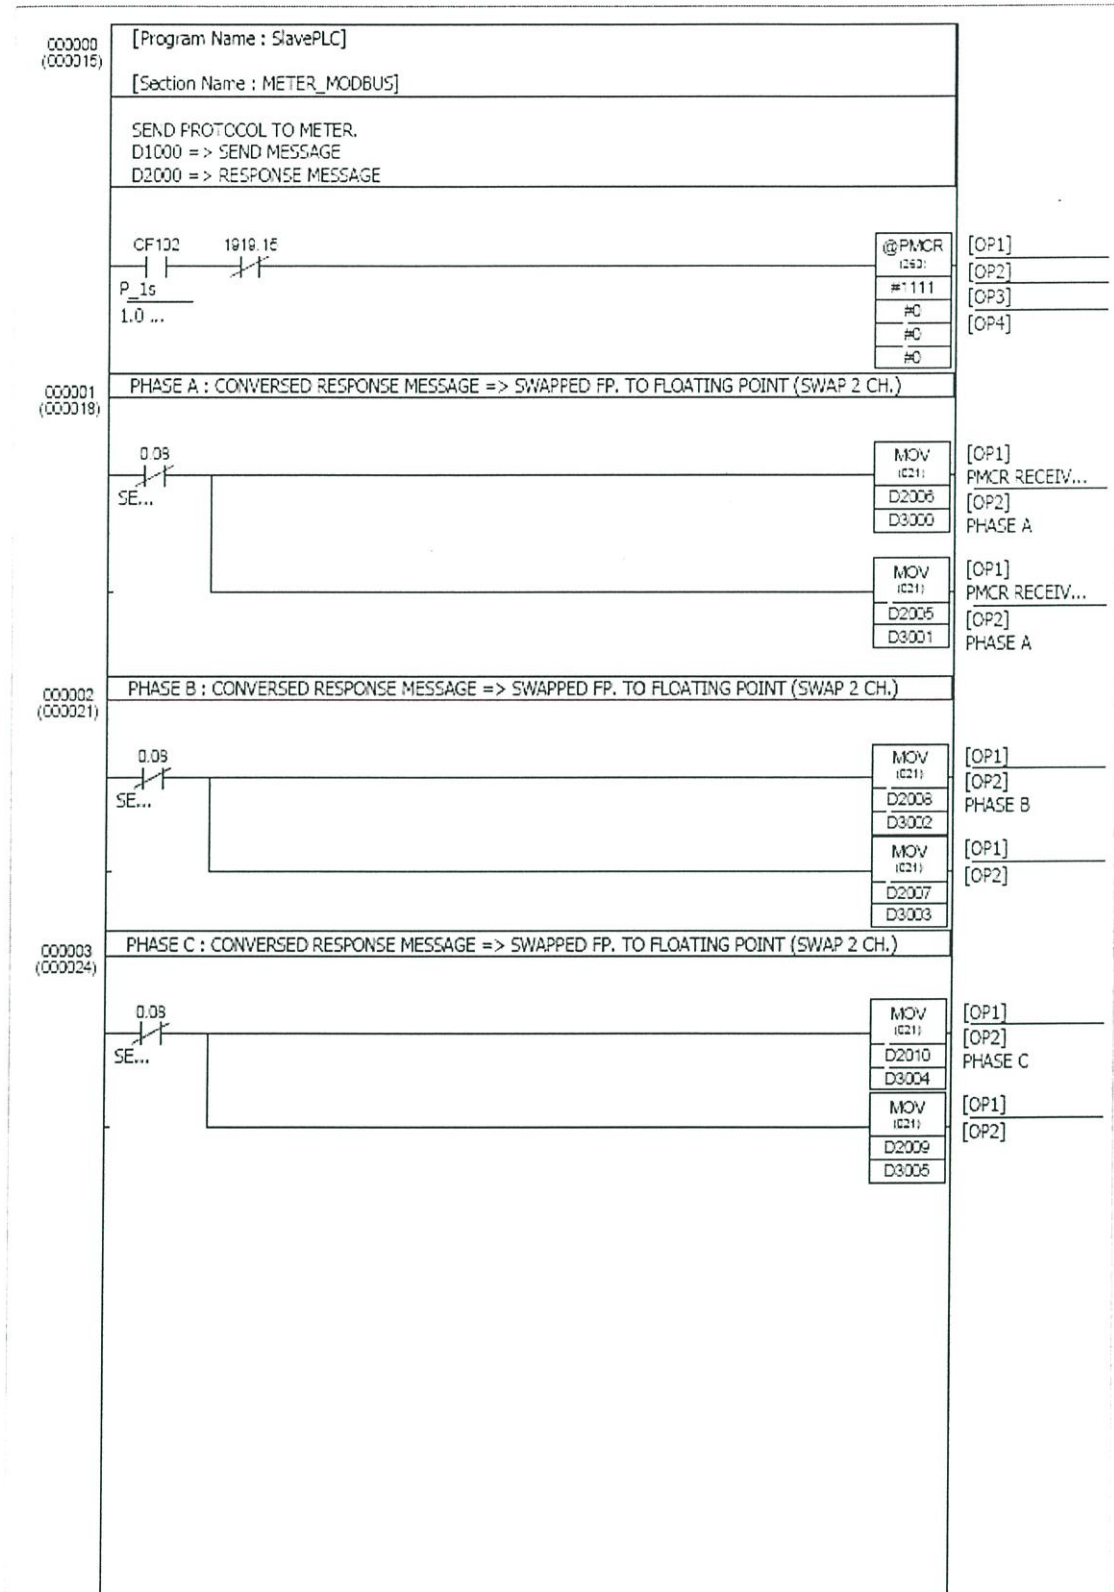 000000
(000015)
[Program Name : SlavePLC]
[Section Name : METER_MODBUS]
SEND PROTOCOL TO METER.
D1000 => SEND MESSAGE
D2000 => RESPONSE MESSAGE
CF102 1919.15
P_1s
1.0 ...
@PMCR
(260)
#1111
#0
#0
#0
[OP1]
[OP2]
[OP3]
[OP4]
000001
(000018)
PHASE A : CONVERSED RESPONSE MESSAGE => SWAPPED FP. TO FLOATING POINT (SWAP 2 CH.)
0.08
SE...
MOV
(021)
D2006
D3000
[OP1]
PMCR RECEIV...
[OP2]
PHASE A
MOV
(021)
D2005
D3001
[OP1]
PMCR RECEIV...
[OP2]
PHASE A
000002
(000021)
PHASE B : CONVERSED RESPONSE MESSAGE => SWAPPED FP. TO FLOATING POINT (SWAP 2 CH.)
0.08
SE...
MOV
(021)
D2008
D3002
[OP1]
[OP2]
PHASE B
MOV
(021)
D2007
D3003
[OP1]
[OP2]
000003
(000024)
PHASE C : CONVERSED RESPONSE MESSAGE => SWAPPED FP. TO FLOATING POINT (SWAP 2 CH.)
0.08
SE...
MOV
(021)
D2010
D3004
[OP1]
[OP2]
PHASE C
MOV
(021)
D2009
D3005
[OP1]
[OP2]